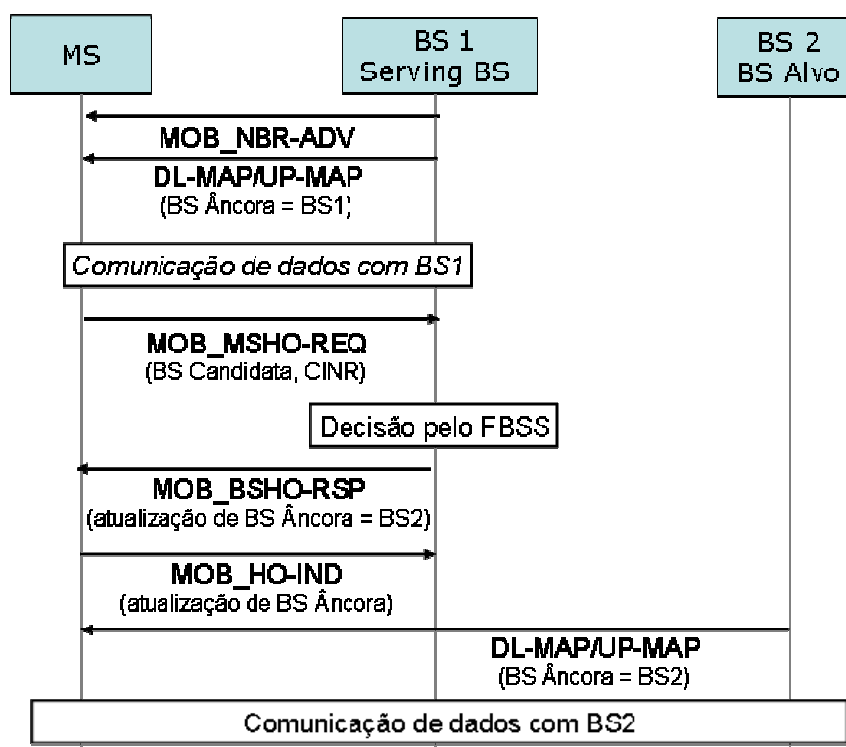 MS
BS 1
Serving BS
BS 2
BS Alvo
MOB_NBR-ADV
DL-MAP/UP-MAP
(BS Âncora = BS1)
Comunicação de dados com BS1
MOB_MSHO-REQ
(BS Candidata, CINR)
Decisão pelo FBSS
MOB_BSHO-RSP
(atualização de BS Âncora = BS2)
MOB_HO-IND
(atualização de BS Âncora)
DL-MAP/UP-MAP
(BS Âncora = BS2)
Comunicação de dados com BS2